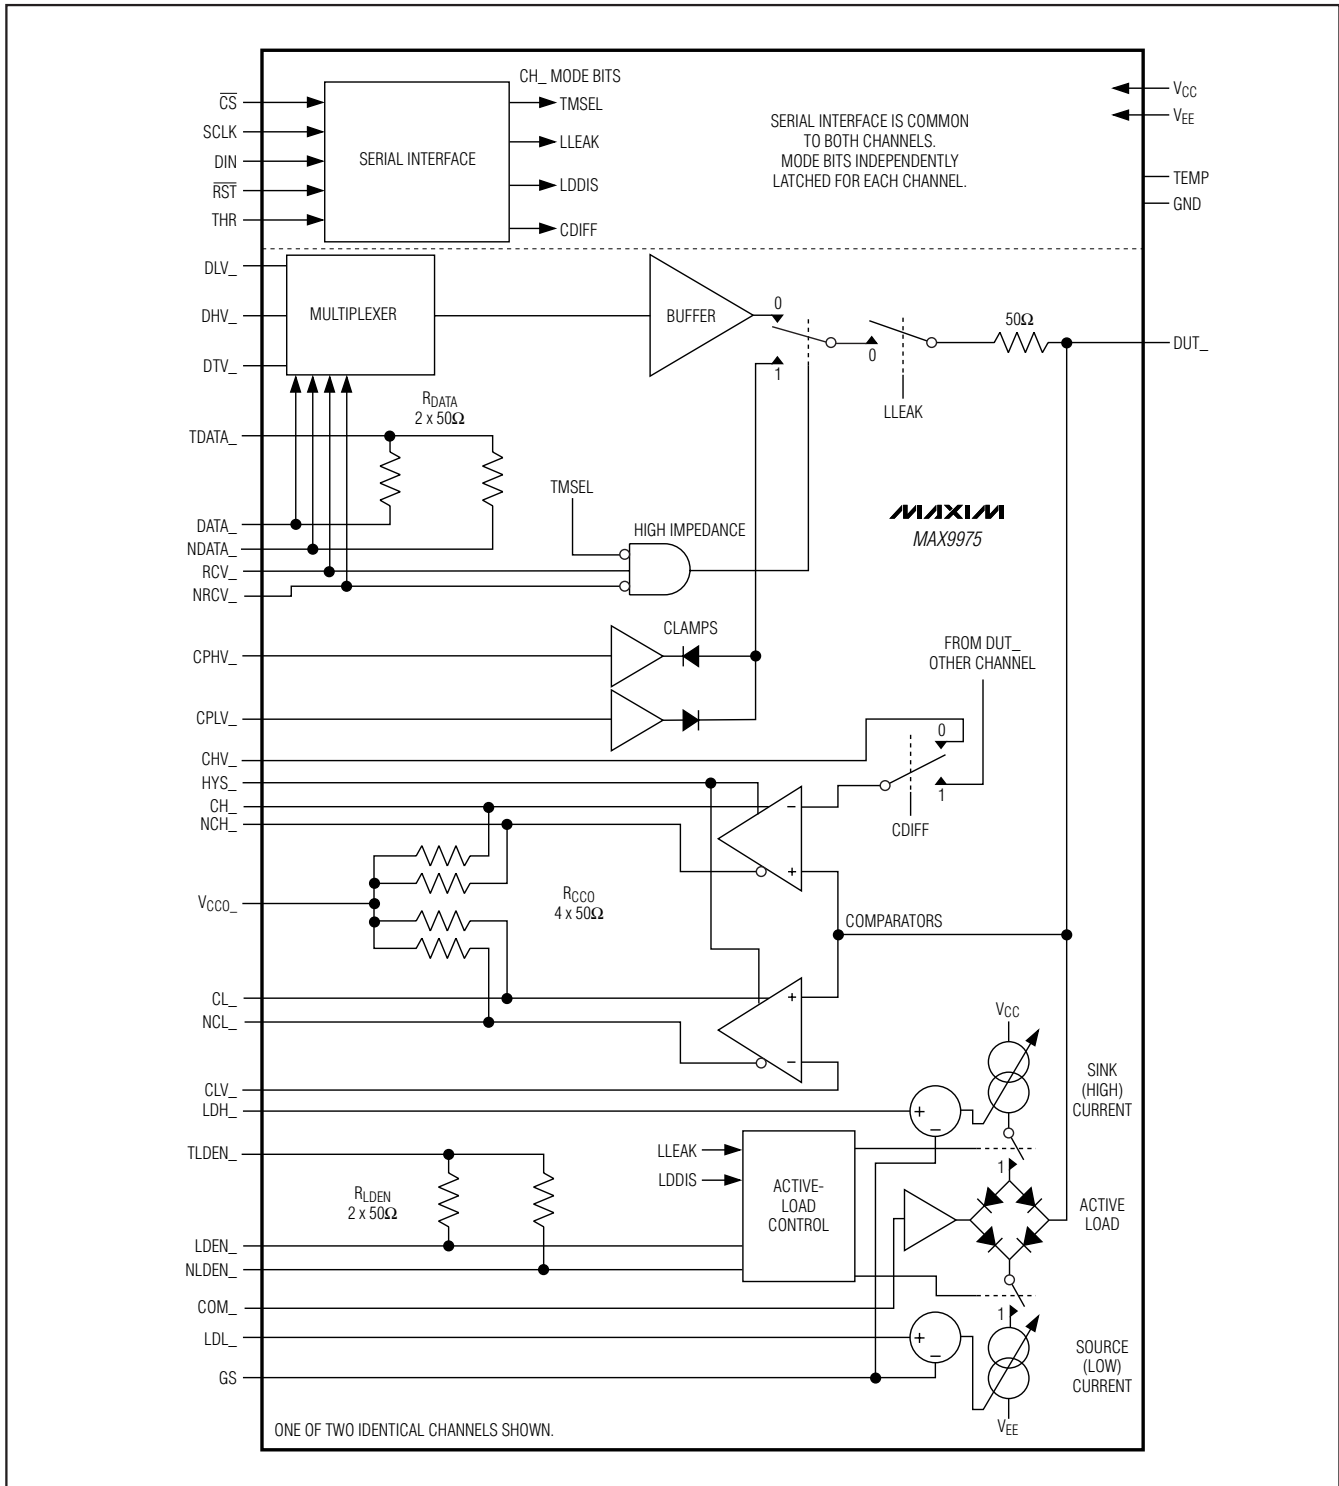 CH_ MODE BITS
CS
SCLK
DIN
RST
THR
SERIAL INTERFACE
TMSEL
LLEAK
LDDIS
CDIFF
SERIAL INTERFACE IS COMMON
TO BOTH CHANNELS.
MODE BITS INDEPENDENTLY
LATCHED FOR EACH CHANNEL.
VCC
VEE
TEMP
GND
DLV_
DHV_
DTV_
MULTIPLEXER
BUFFER
0
1
0
LLEAK
50Ω
DUT_
RDATA
2 x 50Ω
TDATA_
DATA_
NDATA_
RCV_
NRCV_
TMSEL
HIGH IMPEDANCE
MAXIM
MAX9975
CPHV_
CPLV_
CLAMPS
FROM DUT_
OTHER CHANNEL
0
1
CDIFF
CHV_
HYS_
CH_
NCH_
VCCO_
RCCO
4 x 50Ω
−
+
COMPARATORS
+
−
CL_
NCL_
CLV_
LDH_
VCC
SINK
(HIGH)
CURRENT
+
−
1
TLDEN_
RLDEN
2 x 50Ω
LLEAK
LDDIS
ACTIVE-
LOAD
CONTROL
ACTIVE
LOAD
LDEN_
NLDEN_
COM_
LDL_
GS
+
−
1
SOURCE
(LOW)
CURRENT
VEE
ONE OF TWO IDENTICAL CHANNELS SHOWN.